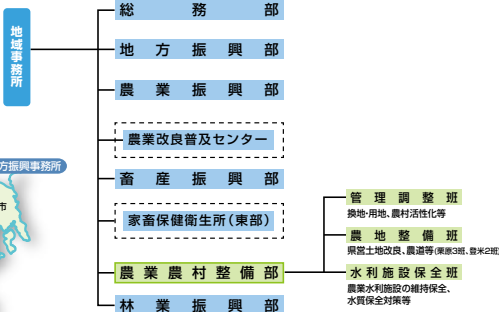 地域事務所
総務部
地方振興部
農業振興部
農業改良普及センター
畜産振興部
家畜保健衛生所(東部)
農業農村整備部
林業振興部
管理調整班
換地・用地、農村活性化等
農地整備班
県営土地改良、農道等(栗原3班、登米2班)
水利施設保全班
農業水利施設の維持保全、
水質保全対策等
方振興事務所
市